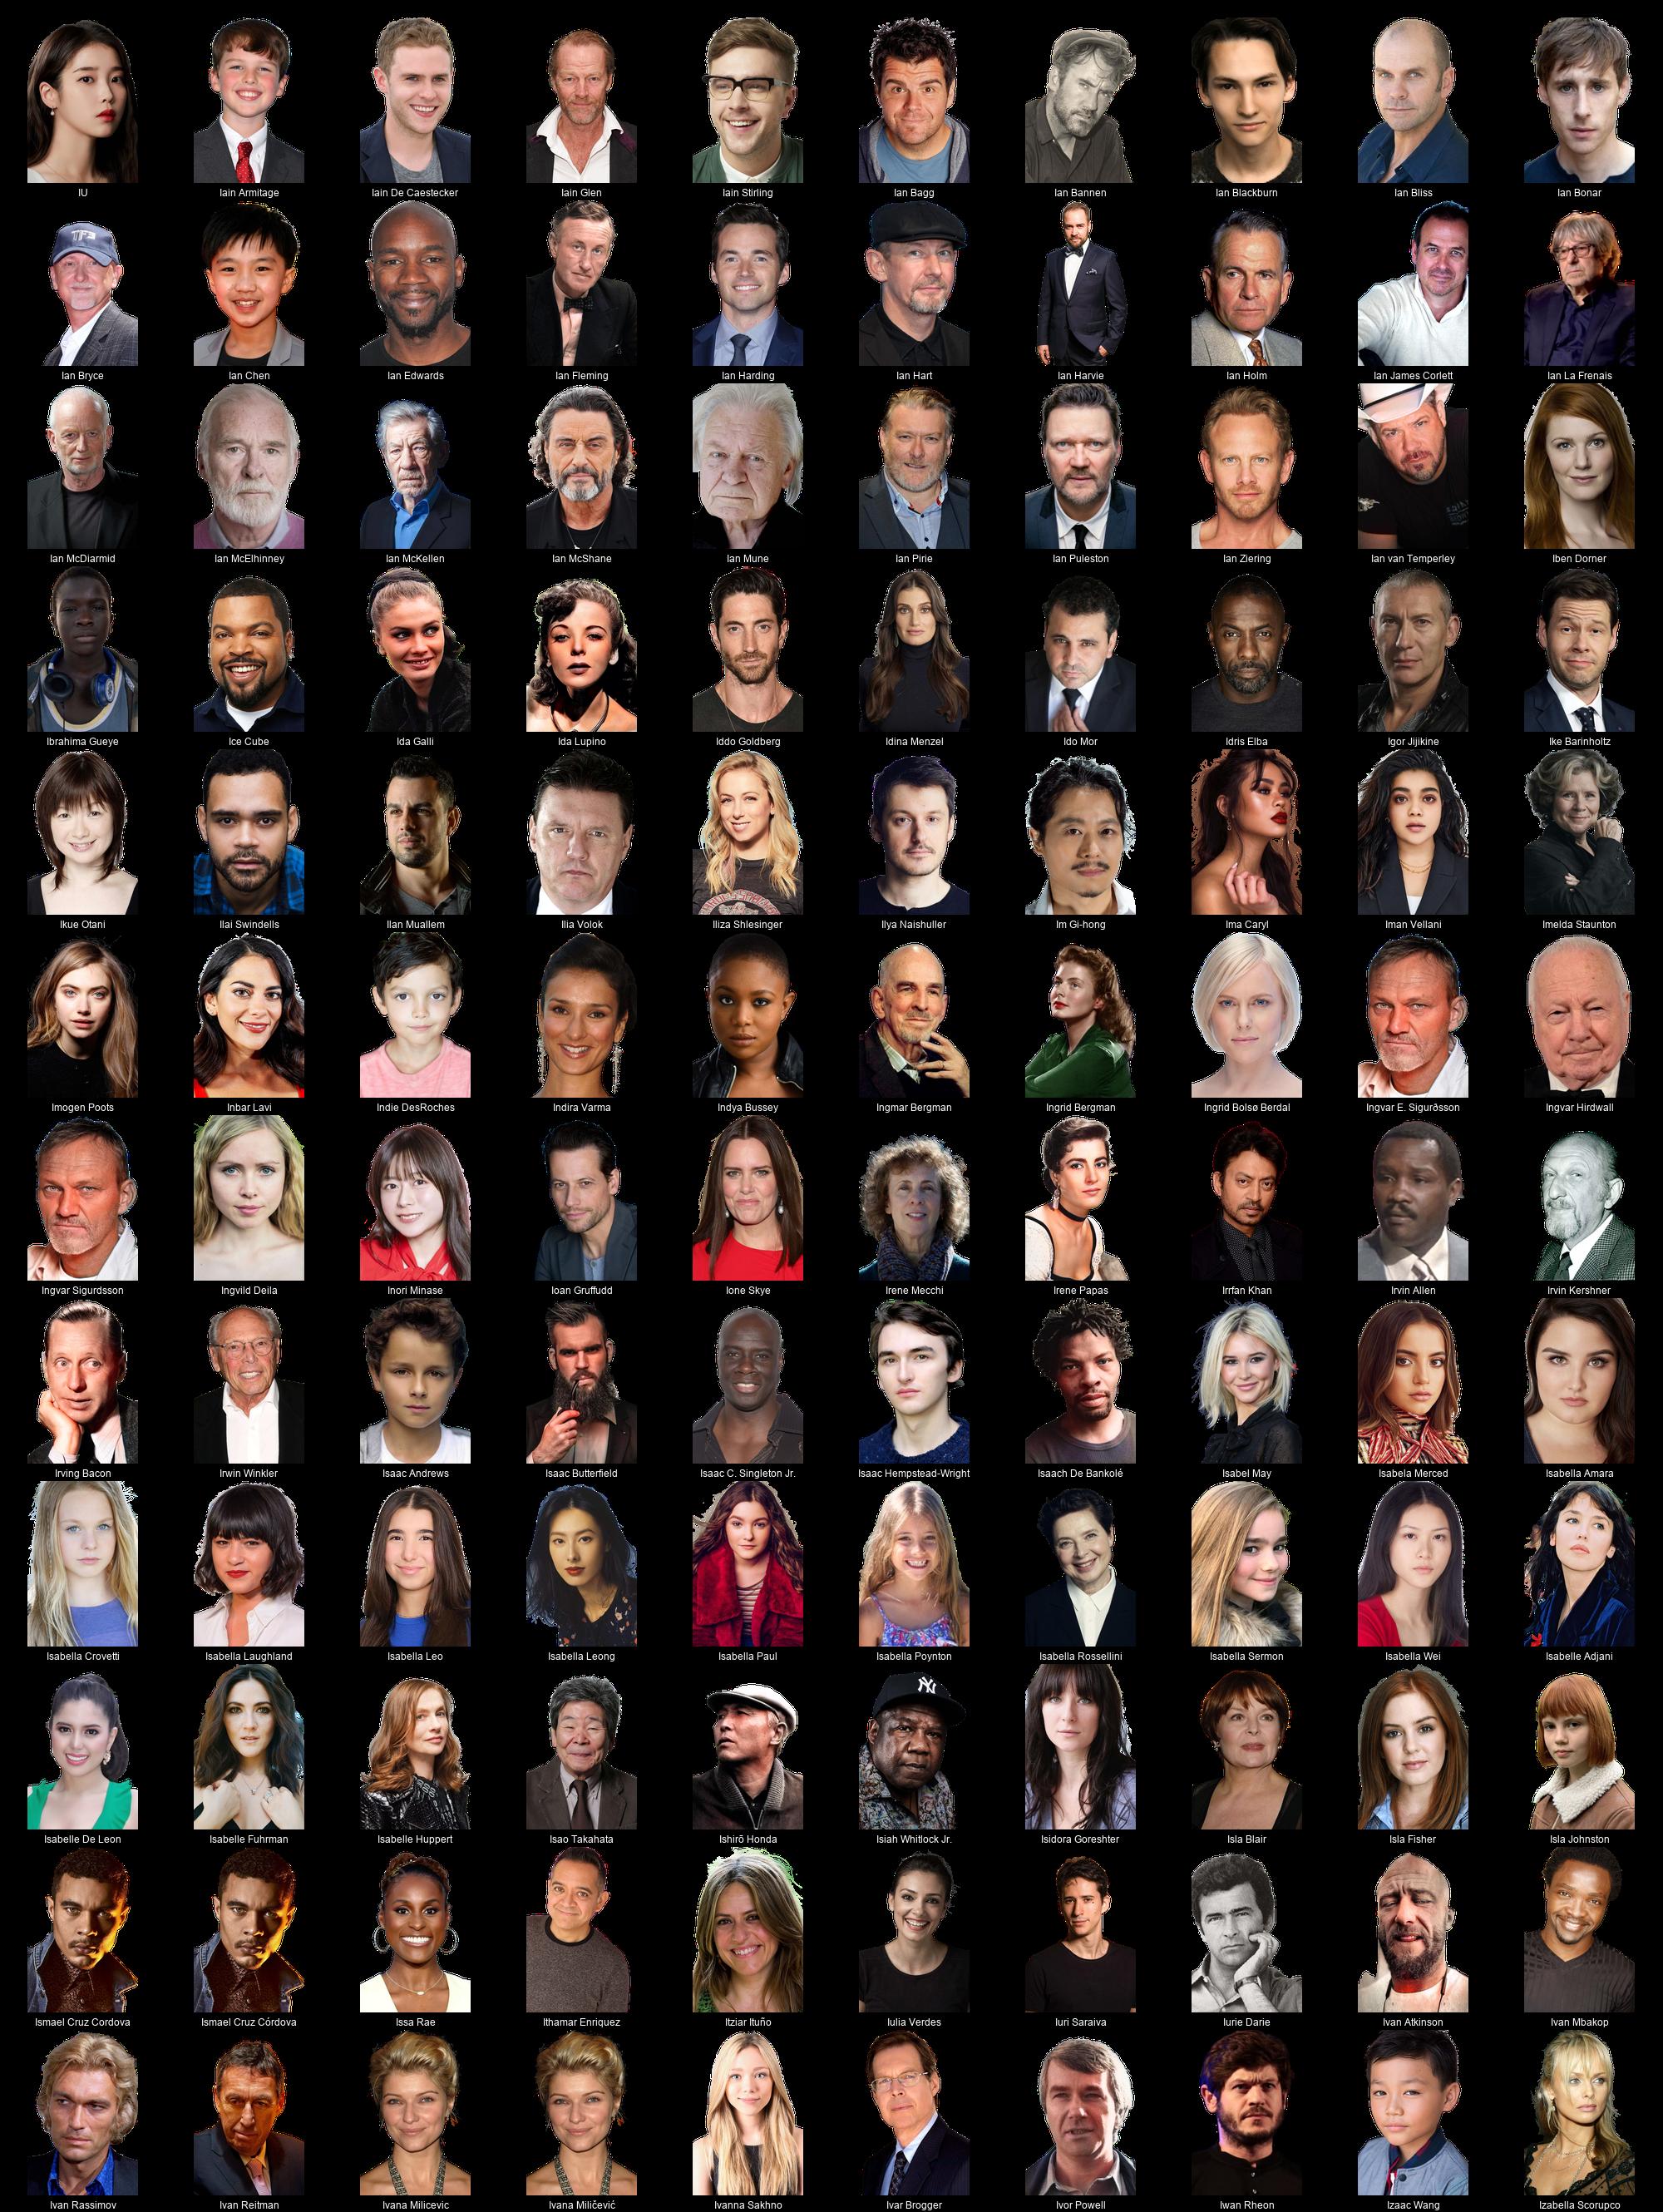 IU Iain Armitage Iain De Caestecker Iain Glen Iain Stirling Ian Bagg Ian Bannen Ian Blackburn Ian Bliss Ian Bonar
TF3
Ian Bryce Ian Chen Ian Edwards Ian Fleming Ian Harding Ian Hart Ian Harvie Ian Holm Ian James Corlett Ian La Frenais
Ian McDiarmid Ian McElhinney Ian McKellen Ian McShane Ian Mune Ian Pirie Ian Puleston Ian Ziering Ian van Temperley Iben Dorner
Ibrahima Gueye Ice Cube Ida Galli Ida Lupino Iddo Goldberg Idina Menzel Ido Mor Idris Elba Igor Jijikine Ike Barinholtz
Ikue Otani Ilai Swindells Ilan Muallem Ilia Volok Iliza Shlesinger Ilya Naishuller Im Gi-hong Ima Caryl Iman Vellani Imelda Staunton
Imogen Poots Inbar Lavi Indie DesRoches Indira Varma Indya Bussey Ingmar Bergman Ingrid Bergman Ingrid Bolsø Berdal Ingvar E. Sigurðsson Ingvar Hirdwall
Ingvar Sigurdsson Ingvild Deila Inori Minase Ioan Gruffudd Ione Skye Irene Mecchi Irene Papas Irrfan Khan Irvin Allen Irvin Kershner
Irving Bacon Irwin Winkler Isaac Andrews Isaac Butterfield Isaac C. Singleton Jr. Isaac Hempstead-Wright Isaach De Bankolé Isabel May Isabela Merced Isabella Amara
Isabella Crovetti Isabella Laughland Isabella Leo Isabella Leong Isabella Paul Isabella Poynton Isabella Rossellini Isabella Sermon Isabella Wei Isabelle Adjani
NY
Isabelle De Leon Isabelle Fuhrman Isabelle Huppert Isao Takahata Ishirō Honda Isiah Whitlock Jr. Isidora Goreshter Isla Blair Isla Fisher Isla Johnston
Ismael Cruz Cordova Ismael Cruz Córdova Issa Rae Ithamar Enriquez Itziar Ituño Iulia Verdes Iuri Saraiva Iurie Darie Ivan Atkinson Ivan Mbakop
Ivan Rassimov Ivan Reitman Ivana Milicevic Ivana Miličević Ivanna Sakhno Ivar Brogger Ivor Powell Iwan Rheon Izaac Wang Izabella Scorupco